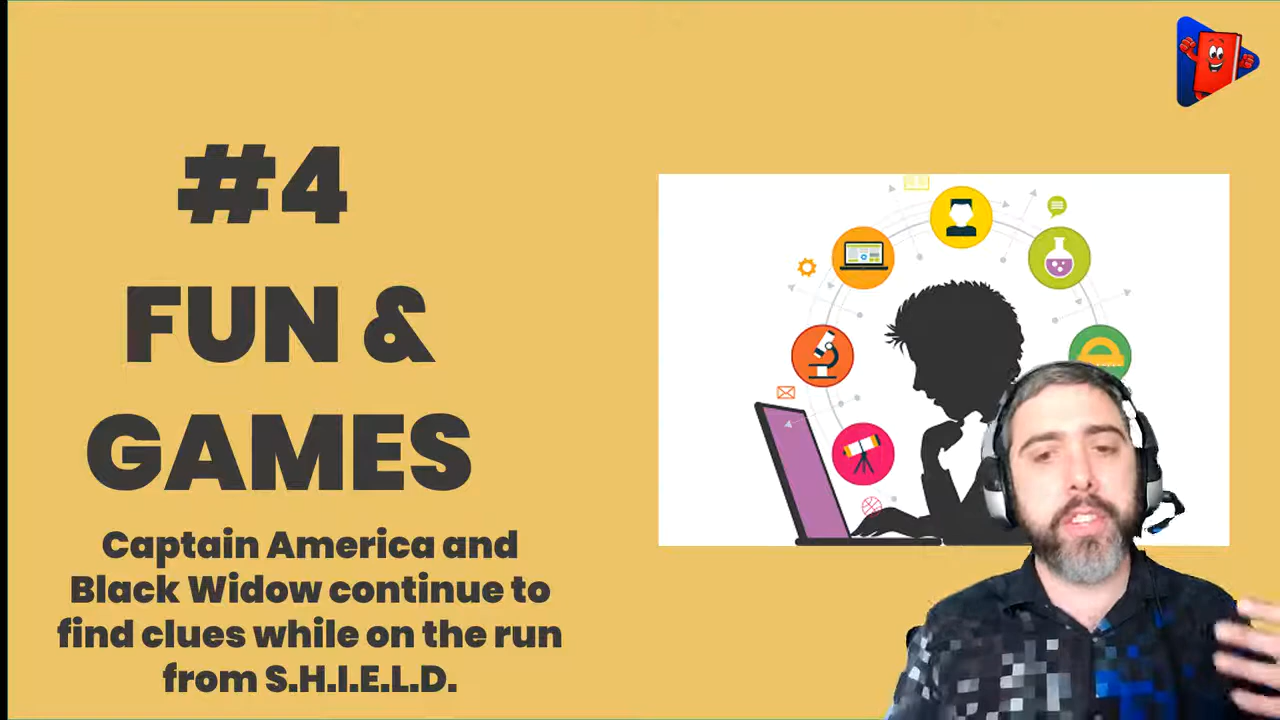 #4
FUN &
GAMES
Captain America and
Black Widow continue to
find clues while on the run
from S.H.I.E.L.D.